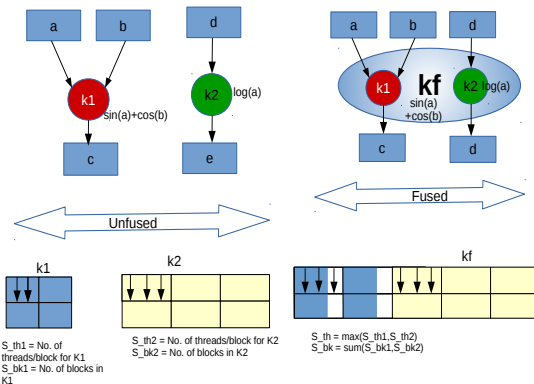 a b d
k1
sin(a)+cos(b)
k2
log(a)
c e
a b d
kf
k1
sin(a)
+cos(b)
k2
log(a)
c d
Unfused
Fused
k1
k2
kf
S_th1 = No. of
threads/block for K1
S_bk1 = No. of blocks in
K1
S_th2 = No. of threads/block for K2
S_bk2 = No. of blocks in K2
S_th = max(S_th1,S_th2)
S_bk = sum(S_bk1,S_bk2)